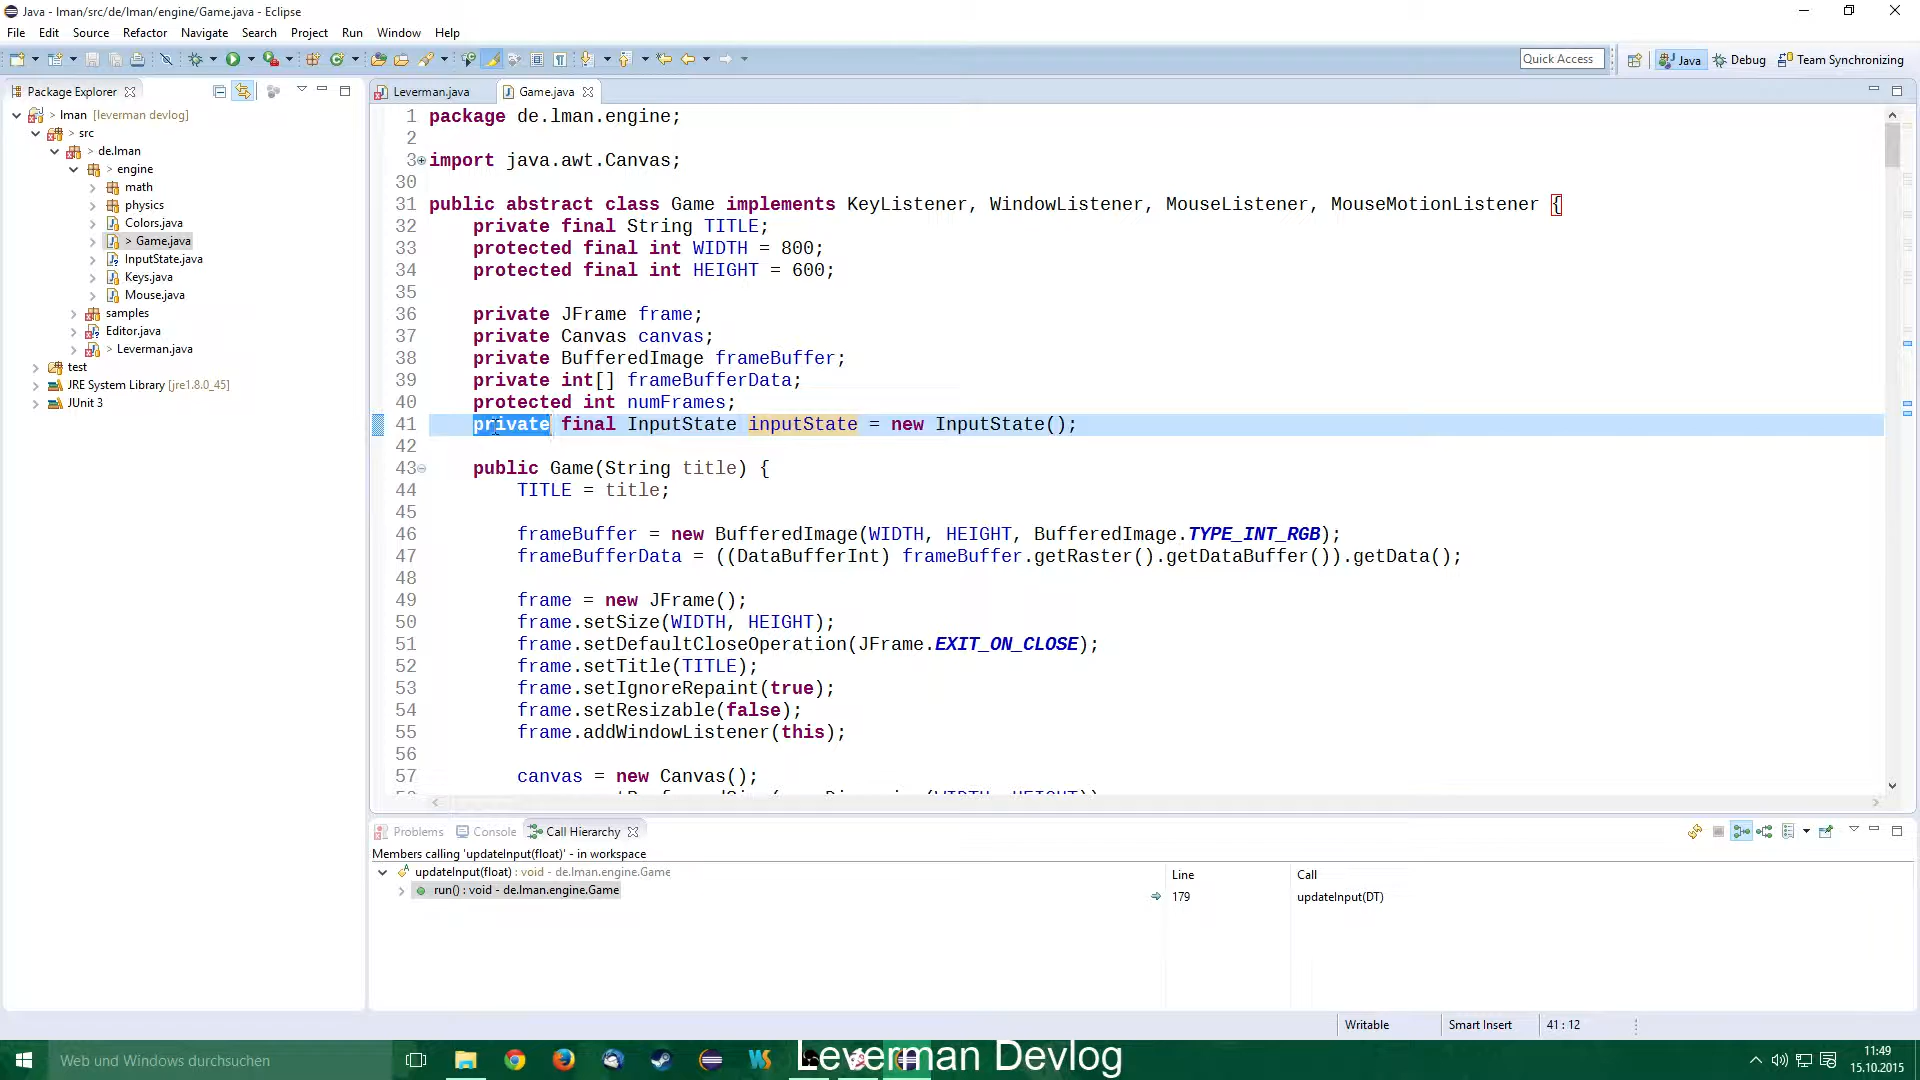 Java - lman/src/de/lman/engine/Game.java - Eclipse
File Edit Source Refactor Navigate Search Project Run Window Help
Quick Access
Java
Debug
Team Synchronizing
Package Explorer
> lman [leverman devlog]
> src
> de.lman
> engine
math
physics
Colors.java
> Game.java
InputState.java
Keys.java
Mouse.java
samples
Editor.java
> Leverman.java
test
JRE System Library [jre1.8.0_45]
JUnit 3
Leverman.java
Game.java
1 package de.lman.engine;
2
3 import java.awt.Canvas;
30
31 public abstract class Game implements KeyListener, WindowListener, MouseListener, MouseMotionListener {
32 private final String TITLE;
33 protected final int WIDTH = 800;
34 protected final int HEIGHT = 600;
35
36 private JFrame frame;
37 private Canvas canvas;
38 private BufferedImage frameBuffer;
39 private int[] frameBufferData;
40 protected int numFrames;
41 private final InputState inputState = new InputState();
42
43 public Game(String title) {
44 TITLE = title;
45
46 frameBuffer = new BufferedImage(WIDTH, HEIGHT, BufferedImage.TYPE_INT_RGB);
47 frameBufferData = ((DataBufferInt) frameBuffer.getRaster().getDataBuffer()).getData();
48
49 frame = new JFrame();
50 frame.setSize(WIDTH, HEIGHT);
51 frame.setDefaultCloseOperation(JFrame.EXIT_ON_CLOSE);
52 frame.setTitle(TITLE);
53 frame.setIgnoreRepaint(true);
54 frame.setResizable(false);
55 frame.addWindowListener(this);
56
57 canvas = new Canvas();
Problems
Console
Call Hierarchy
Members calling 'updateInput(float)' - in workspace
updateInput(float) : void - de.lman.engine.Game
run() : void - de.lman.engine.Game
Line Call
179 updateInput(DT)
Writable
Smart Insert
41 : 12
Web und Windows durchsuchen
Leverman Devlog
11:49
15.10.2015